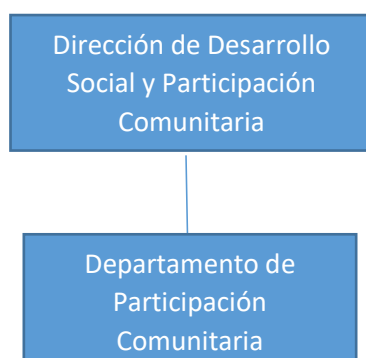 Dirección de Desarrollo
Social y Participación
Comunitaria
Departamento de
Participación
Comunitaria